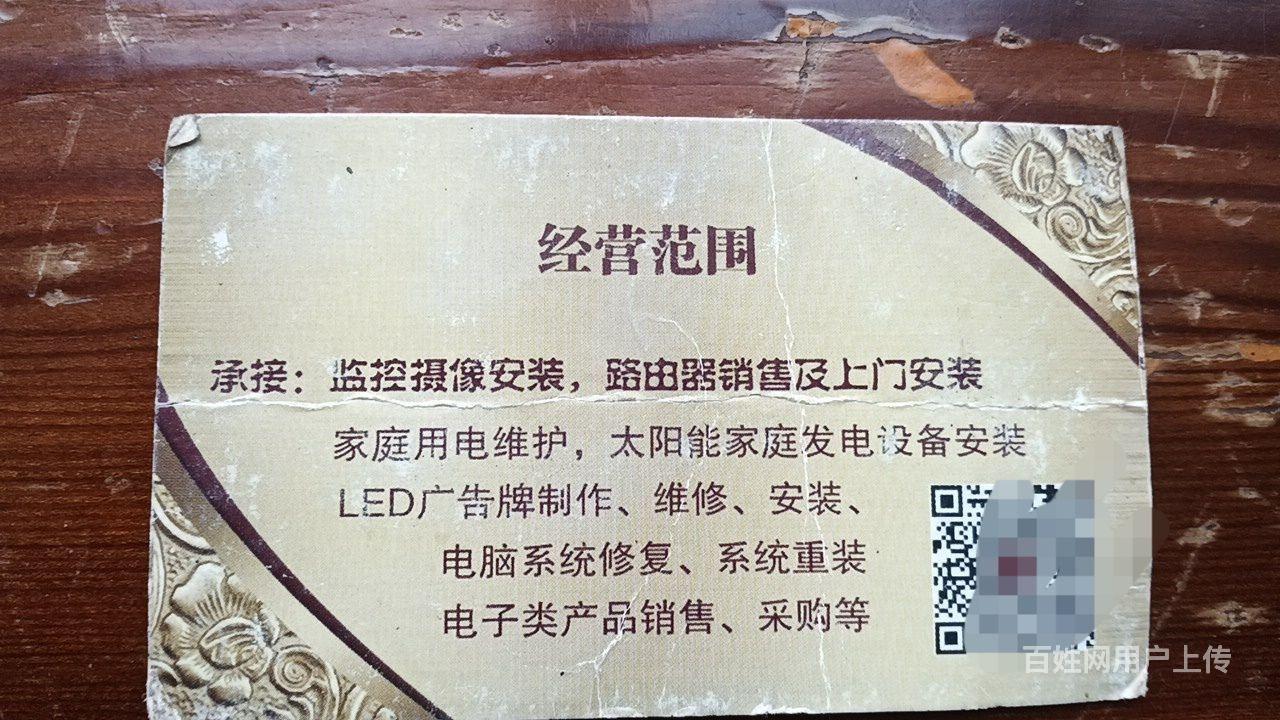 经营范围
承接：监控摄像安装，路由器销售及上门安装
家庭用电维护，太阳能家庭发电设备安装
LED广告牌制作、维修、安装、
电脑系统修复、系统重装
电子类产品销售、采购等
百姓网用户上传